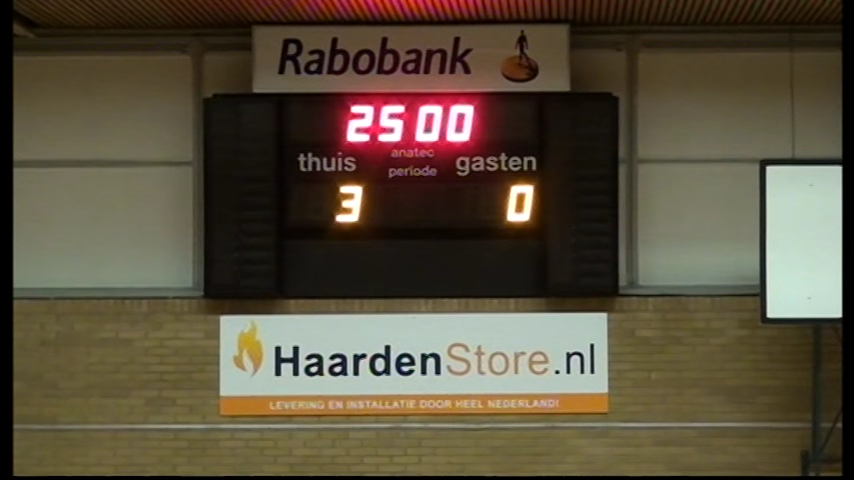 Rabobank
25 00
thuis anatec gasten
periode
3 0
HaardenStore.nl
LEVERING EN INSTALLATIE DOOR HEEL NEDERLAND!